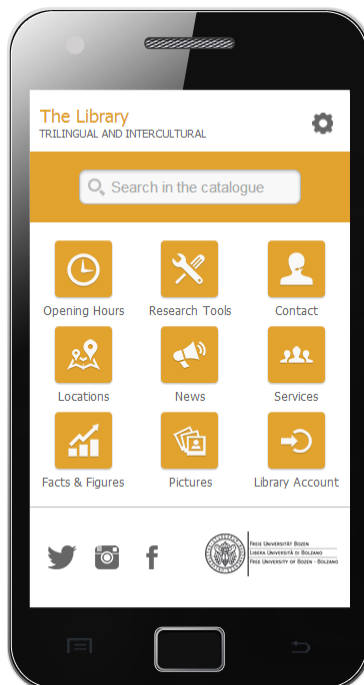 The Library
TRILINGUAL AND INTERCULTURAL
Search in the catalogue
Opening Hours
Research Tools
Contact
Locations
News
Services
Facts & Figures
Pictures
Library Account
FREIE UNIVERSITÄT BOZEN
LIBERA UNIVERSITÀ DI BOLZANO
FREE UNIVERSITY OF BOZEN · BOLZANO